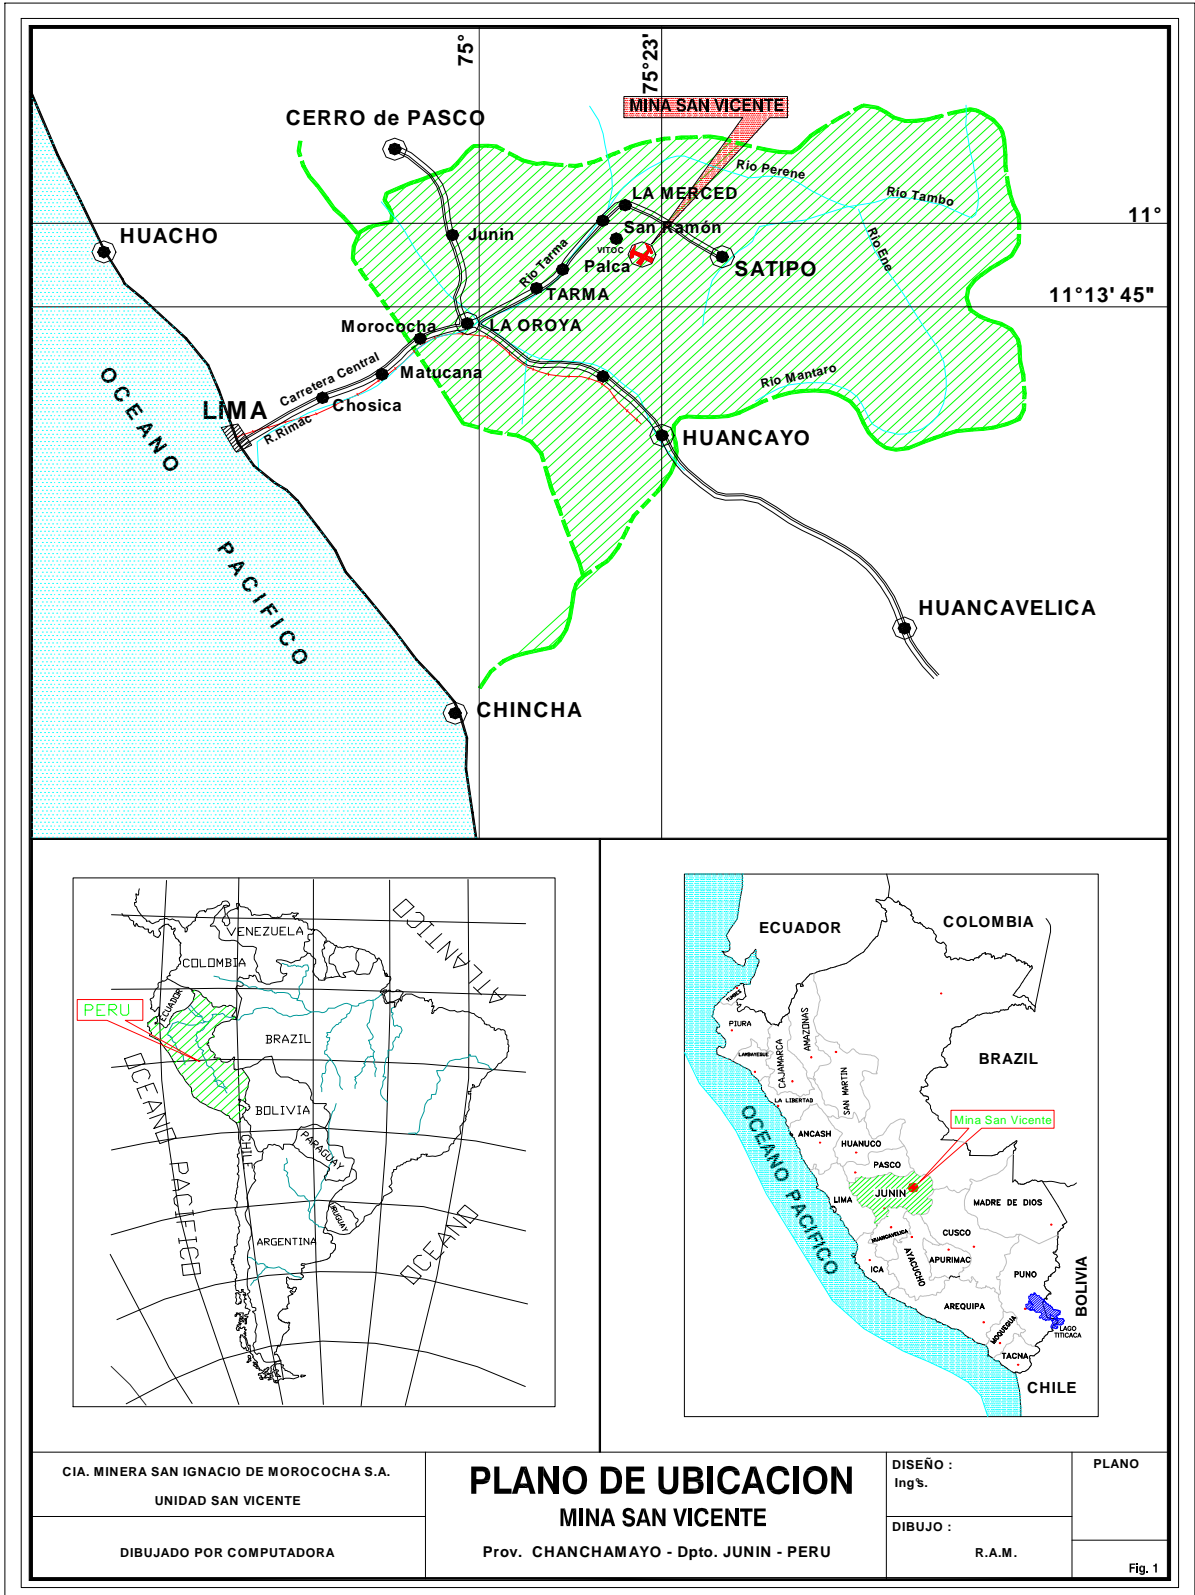 75°
75°23'
MINA SAN VICENTE
CERRO de PASCO
Rio Perene
Rio Tambo
LA MERCED
11°
HUACHO
Junin
San Ramón
Rio Ene
VITOC
Rio Tarma
Palca
SATIPO
TARMA
11°13' 45"
Morococha
LA OROYA
Carretera Central
Matucana
Rio Mantaro
LIMA
Chosica
R.Rimac
HUANCAYO
OCEANO
PACIFICO
HUANCAVELICA
CHINCHA
ATLANTICO
VENEZUELA
COLOMBIA
ECUADOR
PERU
BRAZIL
OCEANO PACIFICO
BOLIVIA
PARAGUAY
CHILE
URUGUAY
ARGENTINA
OCEANO
ECUADOR
COLOMBIA
TUMBES
PIURA
AMAZONAS
LAMBAYEQUE
CAJAMARCA
BRAZIL
SAN MARTIN
LA LIBERTAD
OCEANO PACIFICO
Mina San Vicente
ANCASH
HUANUCO
PASCO
LIMA
JUNIN
MADRE DE DIOS
HUANCAVELICA
CUSCO
AYACUCHO
APURIMAC
ICA
PUNO
BOLIVIA
AREQUIPA
MOQUEGUA
LAGO
TITICACA
TACNA
CHILE
CIA. MINERA SAN IGNACIO DE MOROCOCHA S.A.
UNIDAD SAN VICENTE
DIBUJADO POR COMPUTADORA
PLANO DE UBICACION
MINA SAN VICENTE
Prov. CHANCHAMAYO - Dpto. JUNIN - PERU
DISEÑO :
Ing's.
DIBUJO :
R.A.M.
PLANO
Fig. 1